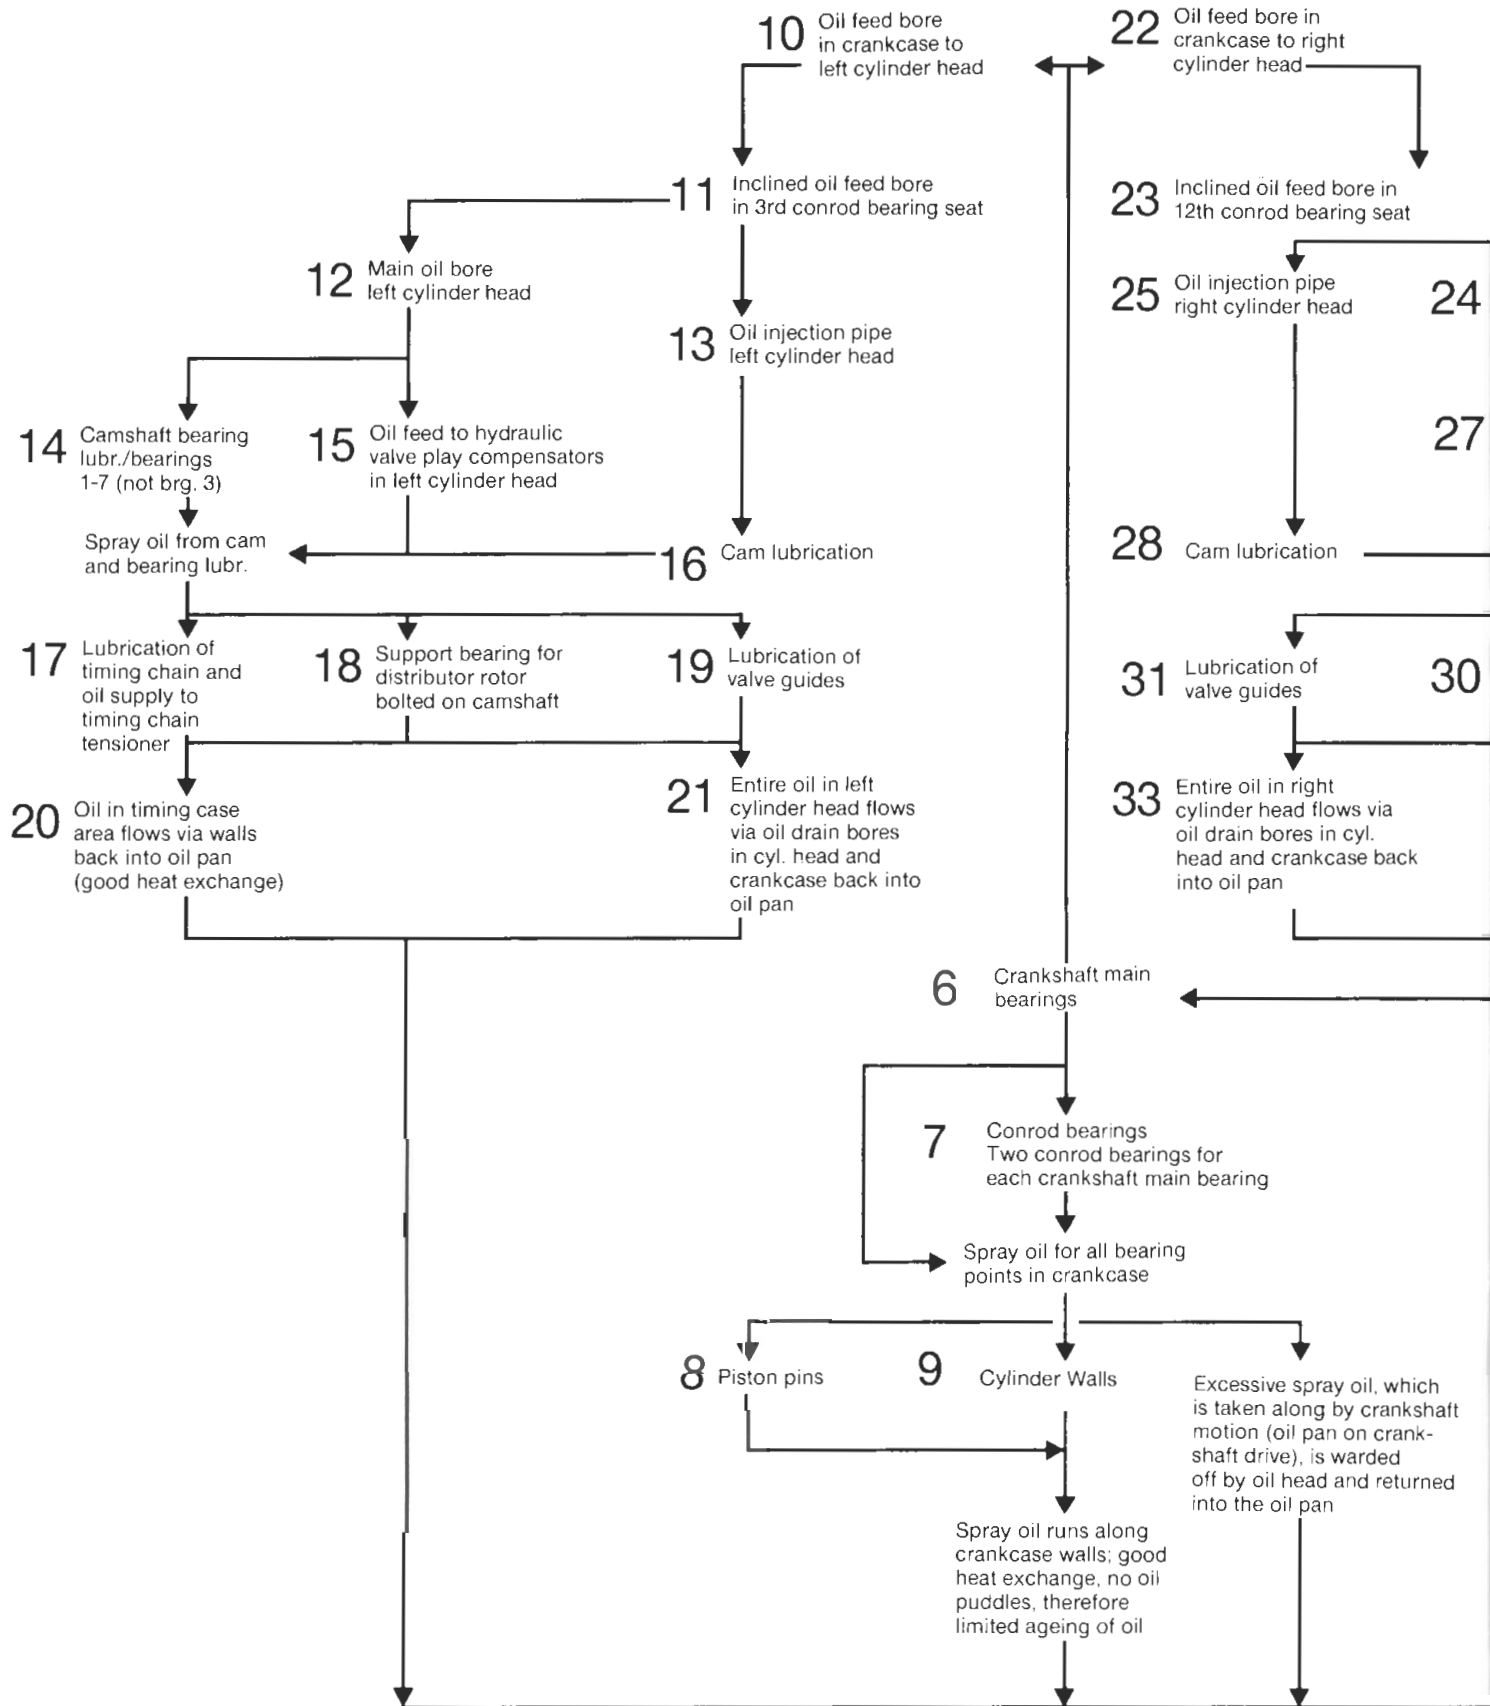 10
Oil feed bore
in crankcase to
left cylinder head
22
Oil feed bore in
crankcase to right
cylinder head
11
Inclined oil feed bore
in 3rd conrod bearing seat
23
Inclined oil feed bore in
12th conrod bearing seat
12
Main oil bore
left cylinder head
13
Oil injection pipe
left cylinder head
25
Oil injection pipe
right cylinder head
24
14
Camshaft bearing
lubr./bearings
1-7 (not brg. 3)
15
Oil feed to hydraulic
valve play compensators
in left cylinder head
27
Spray oil from cam
and bearing lubr.
16
Cam lubrication
28
Cam lubrication
17
Lubrication of
timing chain and
oil supply to
timing chain
tensioner
18
Support bearing for
distributor rotor
bolted on camshaft
19
Lubrication of
valve guides
31
Lubrication of
valve guides
30
20
Oil in timing case
area flows via walls
back into oil pan
(good heat exchange)
21
Entire oil in left
cylinder head flows
via oil drain bores
in cyl. head and
crankcase back into
oil pan
33
Entire oil in right
cylinder head flows via
oil drain bores in cyl.
head and crankcase back
into oil pan
6
Crankshaft main
bearings
7
Conrod bearings
Two conrod bearings for
each crankshaft main bearing
Spray oil for all bearing
points in crankcase
8
Piston pins
9
Cylinder Walls
Excessive spray oil, which
is taken along by crankshaft
motion (oil pan on crank-
shaft drive), is warded
off by oil head and returned
into the oil pan
Spray oil runs along
crankcase walls; good
heat exchange, no oil
puddles, therefore
limited ageing of oil